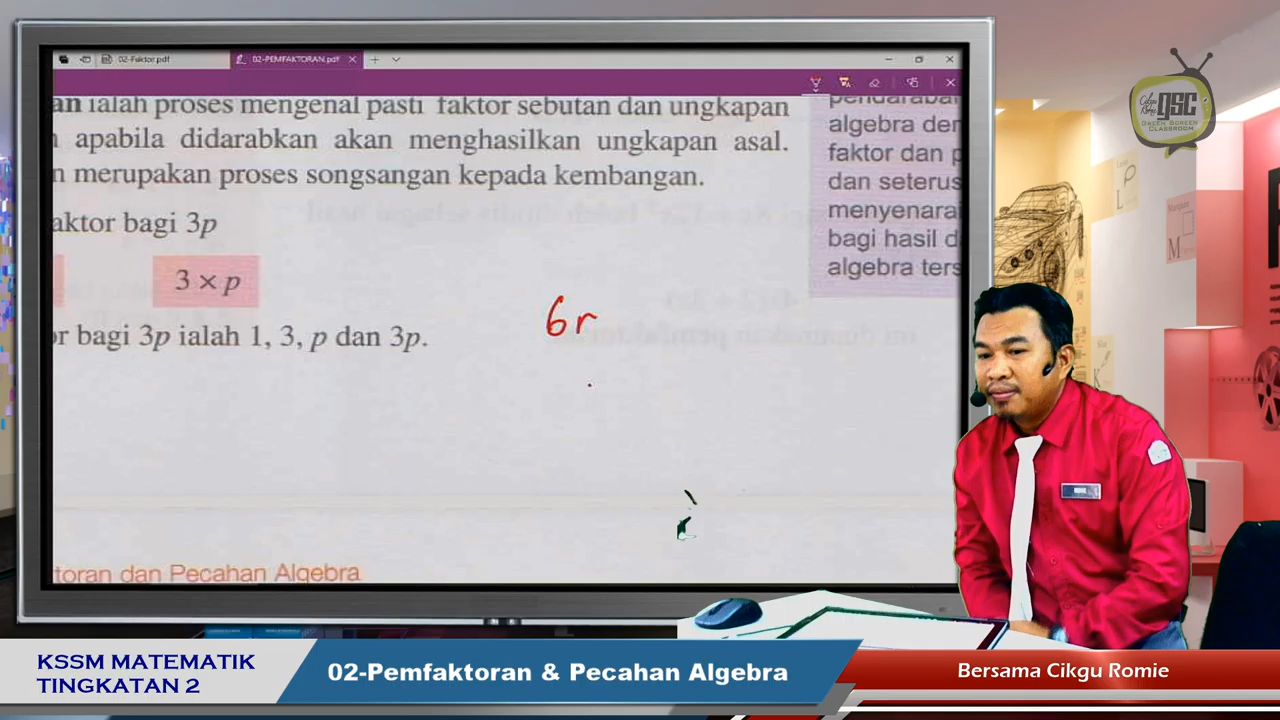 02-Faktor.pdf
02-PEMFAKTORAN.pdf
an ialah proses mengenal pasti faktor sebutan dan ungkapan
apabila didarabkan akan menghasilkan ungkapan asal.
n merupakan proses songsangan kepada kembangan.
aktor bagi 3p
3 × p
or bagi 3p ialah 1, 3, p dan 3p.
6r
toran dan Pecahan Algebra
pendaraban
algebra der
faktor dan p
dan seterus
menyenarai
bagi hasil d
algebra ters
Cikgu Romie gsc
GREEN SCREEN
CLASSROOM
L
M
K
KSSM MATEMATIK
TINGKATAN 2
02-Pemfaktoran & Pecahan Algebra
Bersama Cikgu Romie